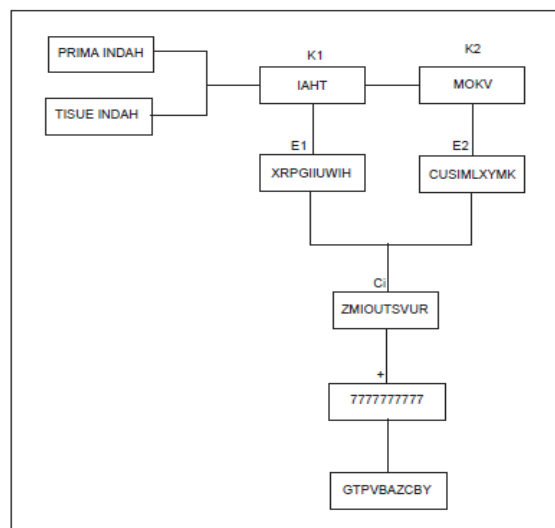 K1
K2
PRIMA INDAH
IAHT
MOKV
TISUE INDAH
E1
E2
XRPGIIUWIH
CUSIMLXYMK
Ci
ZMIOUTSVUR
+
7777777777
GTPVBAZCBY